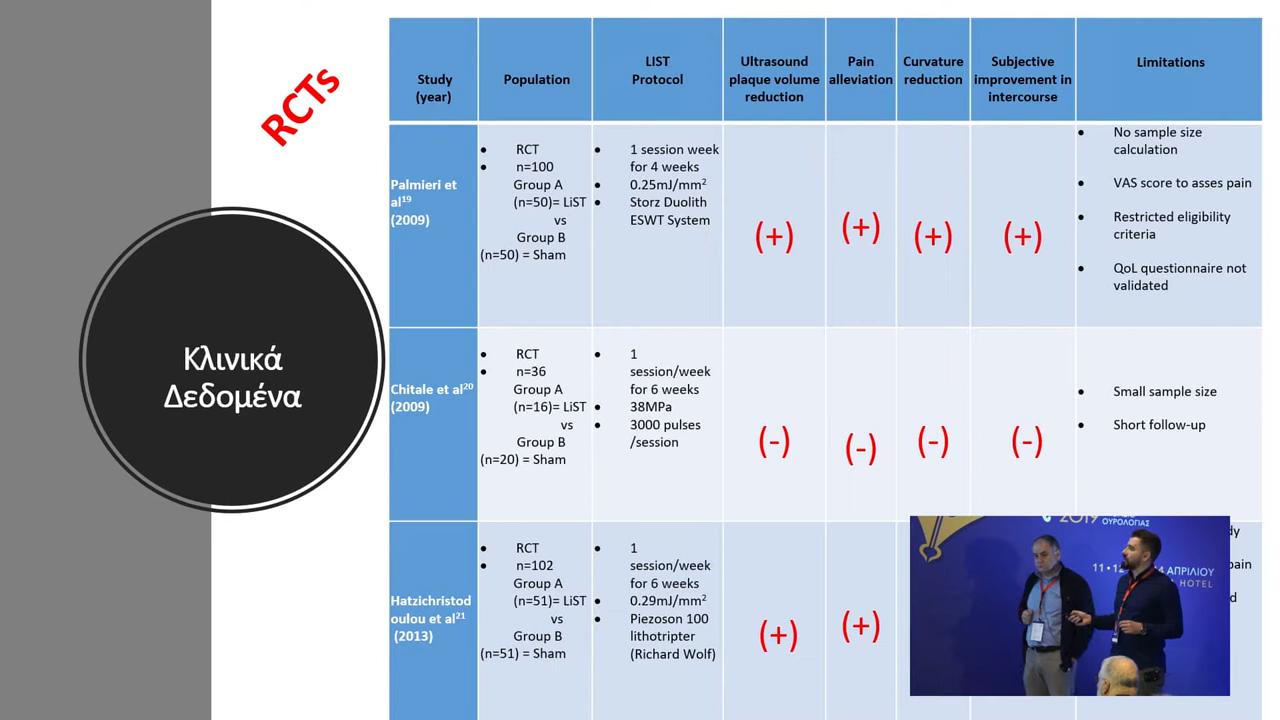 RCTs
Κλινικά
Δεδομένα
Study
(year)
Population
LIST
Protocol
Ultrasound
plaque volume
reduction
Pain
alleviation
Curvature
reduction
Subjective
improvement in
intercourse
Limitations
Palmieri et
al19
(2009)
● RCT
● n=100
Group A
(n=50)= LiST
vs
Group B
(n=50) = Sham
● 1 session week
for 4 weeks
● 0.25mJ/mm2
● Storz Duolith
ESWT System
(+)
(+)
(+)
(+)
● No sample size
calculation
● VAS score to asses pain
● Restricted eligibility
criteria
● QoL questionnaire not
validated
Chitale et al20
(2009)
● RCT
● n=36
Group A
(n=16)= LiST
vs
Group B
(n=20) = Sham
● 1
session/week
for 6 weeks
● 38MPa
● 3000 pulses
/session
(-)
(-)
(-)
(-)
● Small sample size
● Short follow-up
Hatzichristod
oulou et al21
(2013)
● RCT
● n=102
Group A
(n=51)= LiST
vs
Group B
(n=51) = Sham
● 1
session/week
for 6 weeks
● 0.29mJ/mm2
● Piezoson 100
lithotripter
(Richard Wolf)
(+)
(+)
2019
ΟΥΡΟΛΟΓΙΑΣ
11 • 12
ΑΠΡΙΛΙΟΥ
HOTEL